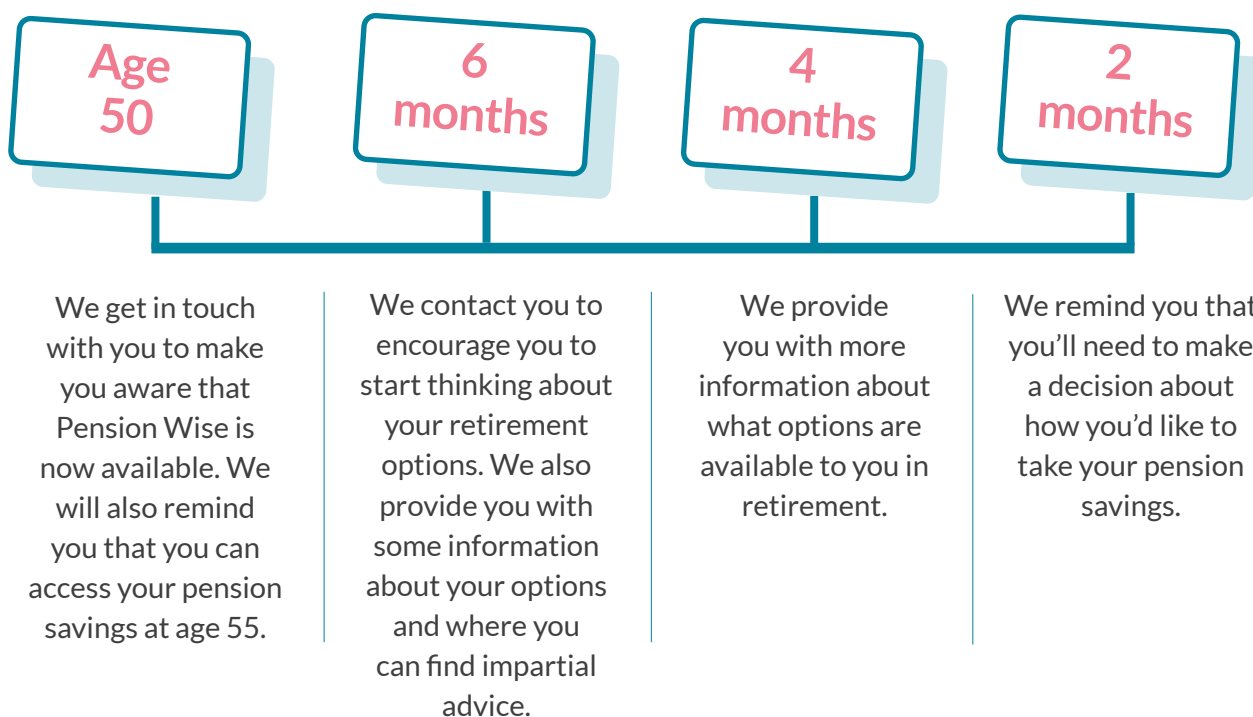 Age
50
6
months
4
months
2
months
We get in touch
with you to make
you aware that
Pension Wise is
now available. We
will also remind
you that you can
access your pension
savings at age 55.
We contact you to
encourage you to
start thinking about
your retirement
options. We also
provide you with
some information
about your options
and where you
can find impartial
advice.
We provide
you with more
information about
what options are
available to you in
retirement.
We remind you that
you’ll need to make
a decision about
how you’d like to
take your pension
savings.